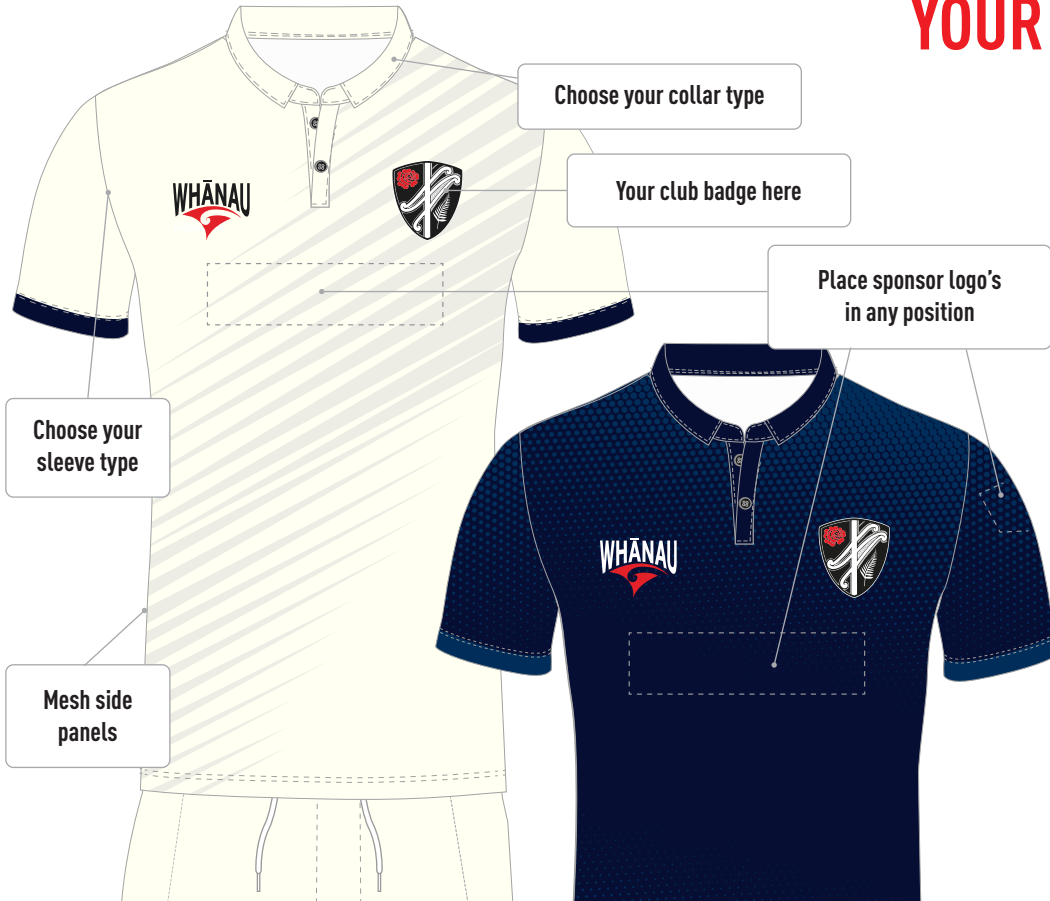 YOUR
Choose your collar type
Your club badge here
WHĀNAU
Place sponsor logo's
in any position
Choose your
sleeve type
WHĀNAU
Mesh side
panels